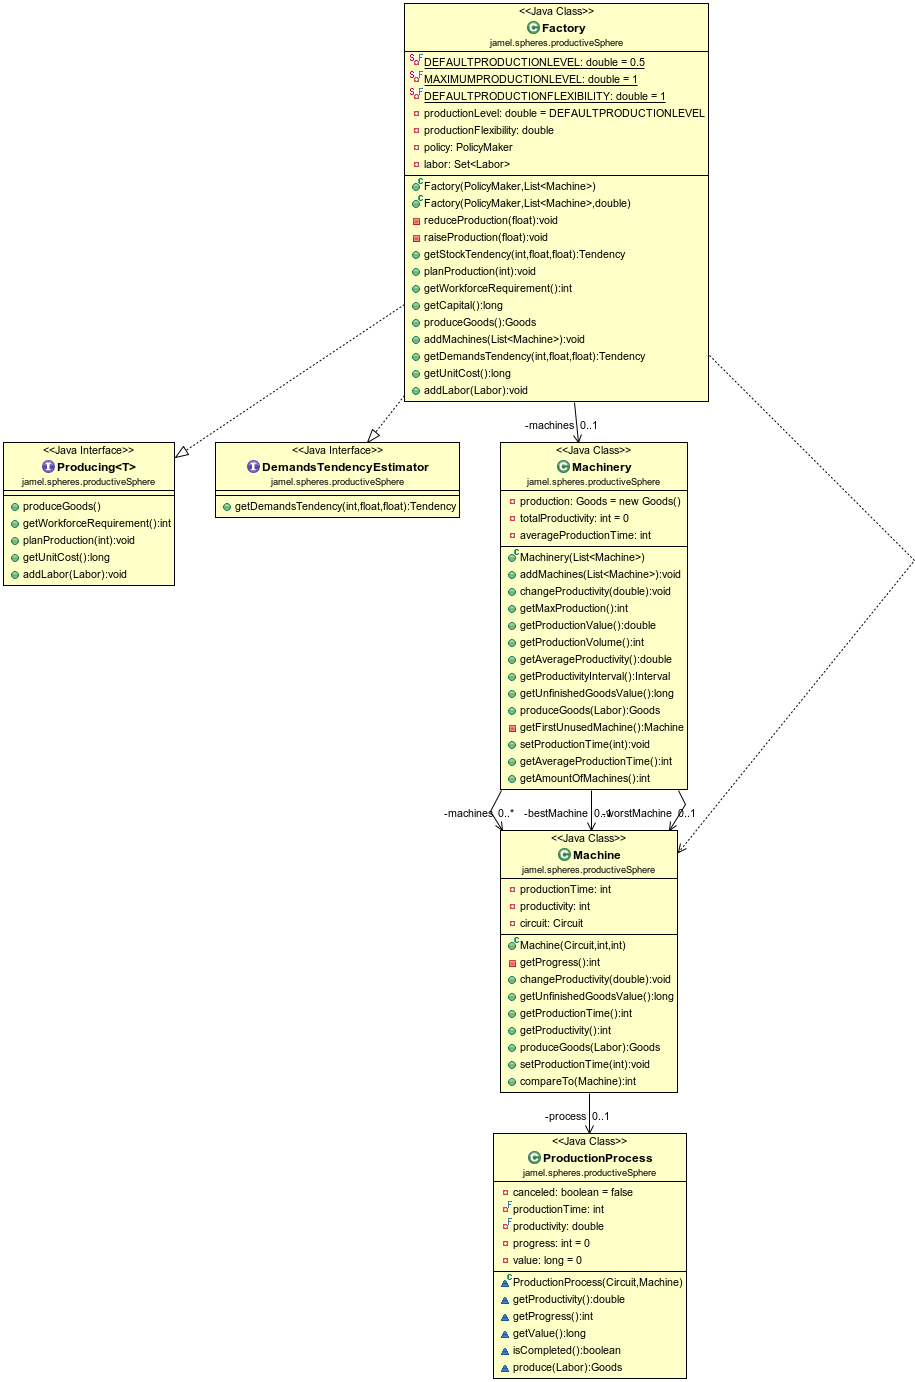 <<Java Class>>
Factory
jamel.spheres.productiveSphere
DEFAULTPRODUCTIONLEVEL: double = 0.5
MAXIMUMPRODUCTIONLEVEL: double = 1
DEFAULTPRODUCTIONFLEXIBILITY: double = 1
productionLevel: double = DEFAULTPRODUCTIONLEVEL
productionFlexibility: double
policy: PolicyMaker
labor: Set<Labor>
Factory(PolicyMaker,List<Machine>)
Factory(PolicyMaker,List<Machine>,double)
reduceProduction(float):void
raiseProduction(float):void
getStockTendency(int,float,float):Tendency
planProduction(int):void
getWorkforceRequirement():int
getCapital():long
produceGoods():Goods
addMachines(List<Machine>):void
getDemandsTendency(int,float,float):Tendency
getUnitCost():long
addLabor(Labor):void
-machines 0..1
<<Java Interface>>
Producing<T>
jamel.spheres.productiveSphere
produceGoods()
getWorkforceRequirement():int
planProduction(int):void
getUnitCost():long
addLabor(Labor):void
<<Java Interface>>
DemandsTendencyEstimator
jamel.spheres.productiveSphere
getDemandsTendency(int,float,float):Tendency
<<Java Class>>
Machinery
jamel.spheres.productiveSphere
production: Goods = new Goods()
totalProductivity: int = 0
averageProductionTime: int
Machinery(List<Machine>)
addMachines(List<Machine>):void
changeProductivity(double):void
getMaxProduction():int
getProductionValue():double
getProductionVolume():int
getAverageProductivity():double
getProductivityInterval():Interval
getUnfinishedGoodsValue():long
produceGoods(Labor):Goods
getFirstUnusedMachine():Machine
setProductionTime(int):void
getAverageProductionTime():int
getAmountOfMachines():int
-machines 0..*
-bestMachine 0..1
-worstMachine 0..1
<<Java Class>>
Machine
jamel.spheres.productiveSphere
productionTime: int
productivity: int
circuit: Circuit
Machine(Circuit,int,int)
getProgress():int
changeProductivity(double):void
getUnfinishedGoodsValue():long
getProductionTime():int
getProductivity():int
produceGoods(Labor):Goods
setProductionTime(int):void
compareTo(Machine):int
-process 0..1
<<Java Class>>
ProductionProcess
jamel.spheres.productiveSphere
canceled: boolean = false
productionTime: int
productivity: double
progress: int = 0
value: long = 0
ProductionProcess(Circuit,Machine)
getProductivity():double
getProgress():int
getValue():long
isCompleted():boolean
produce(Labor):Goods